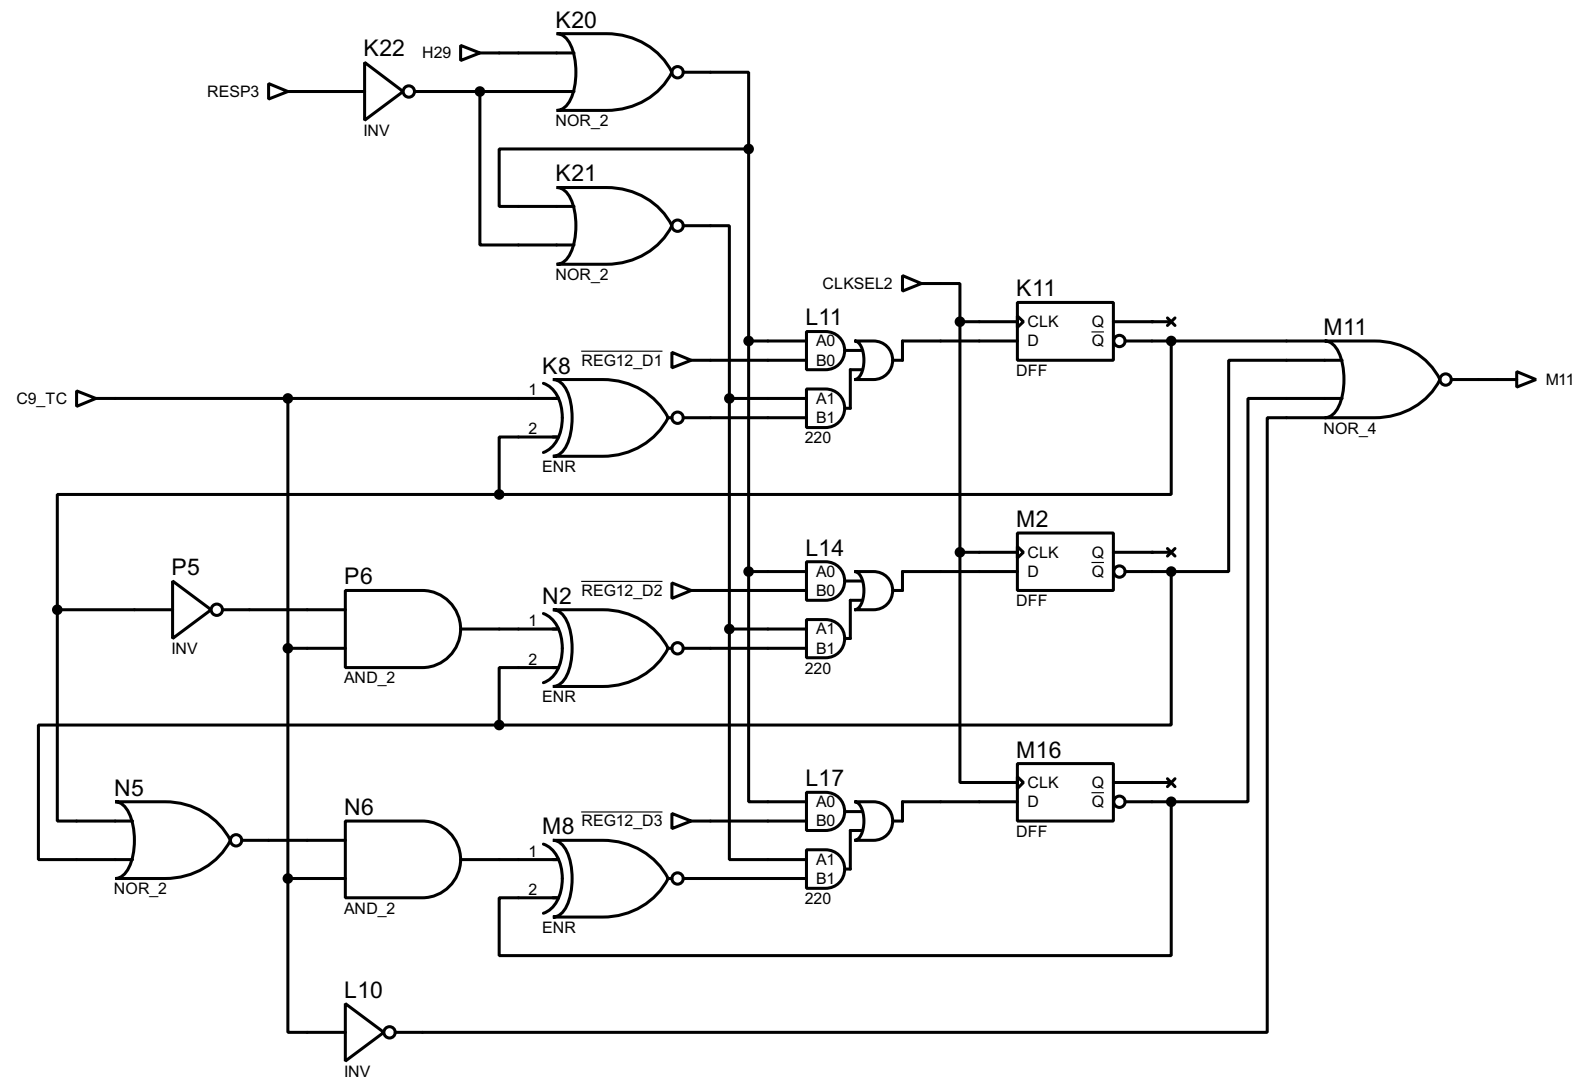 K20
K22
H29
RESP3
INV
NOR_2
K21
NOR_2
CLKSEL2
K11
L11
CLK Q
D Q
DFF
M11
A0
B0
REG12_D1
K8
C9_TC
1
A1
B1
2
220
ENR
M11
NOR_4
M2
L14
CLK Q
D Q
DFF
P5
P6
A0
B0
REG12_D2
N2
1
A1
B1
2
220
INV
AND_2
ENR
M16
L17
CLK Q
D Q
DFF
N5
N6
A0
B0
REG12_D3
M8
1
A1
B1
2
220
NOR_2
AND_2
ENR
L10
INV